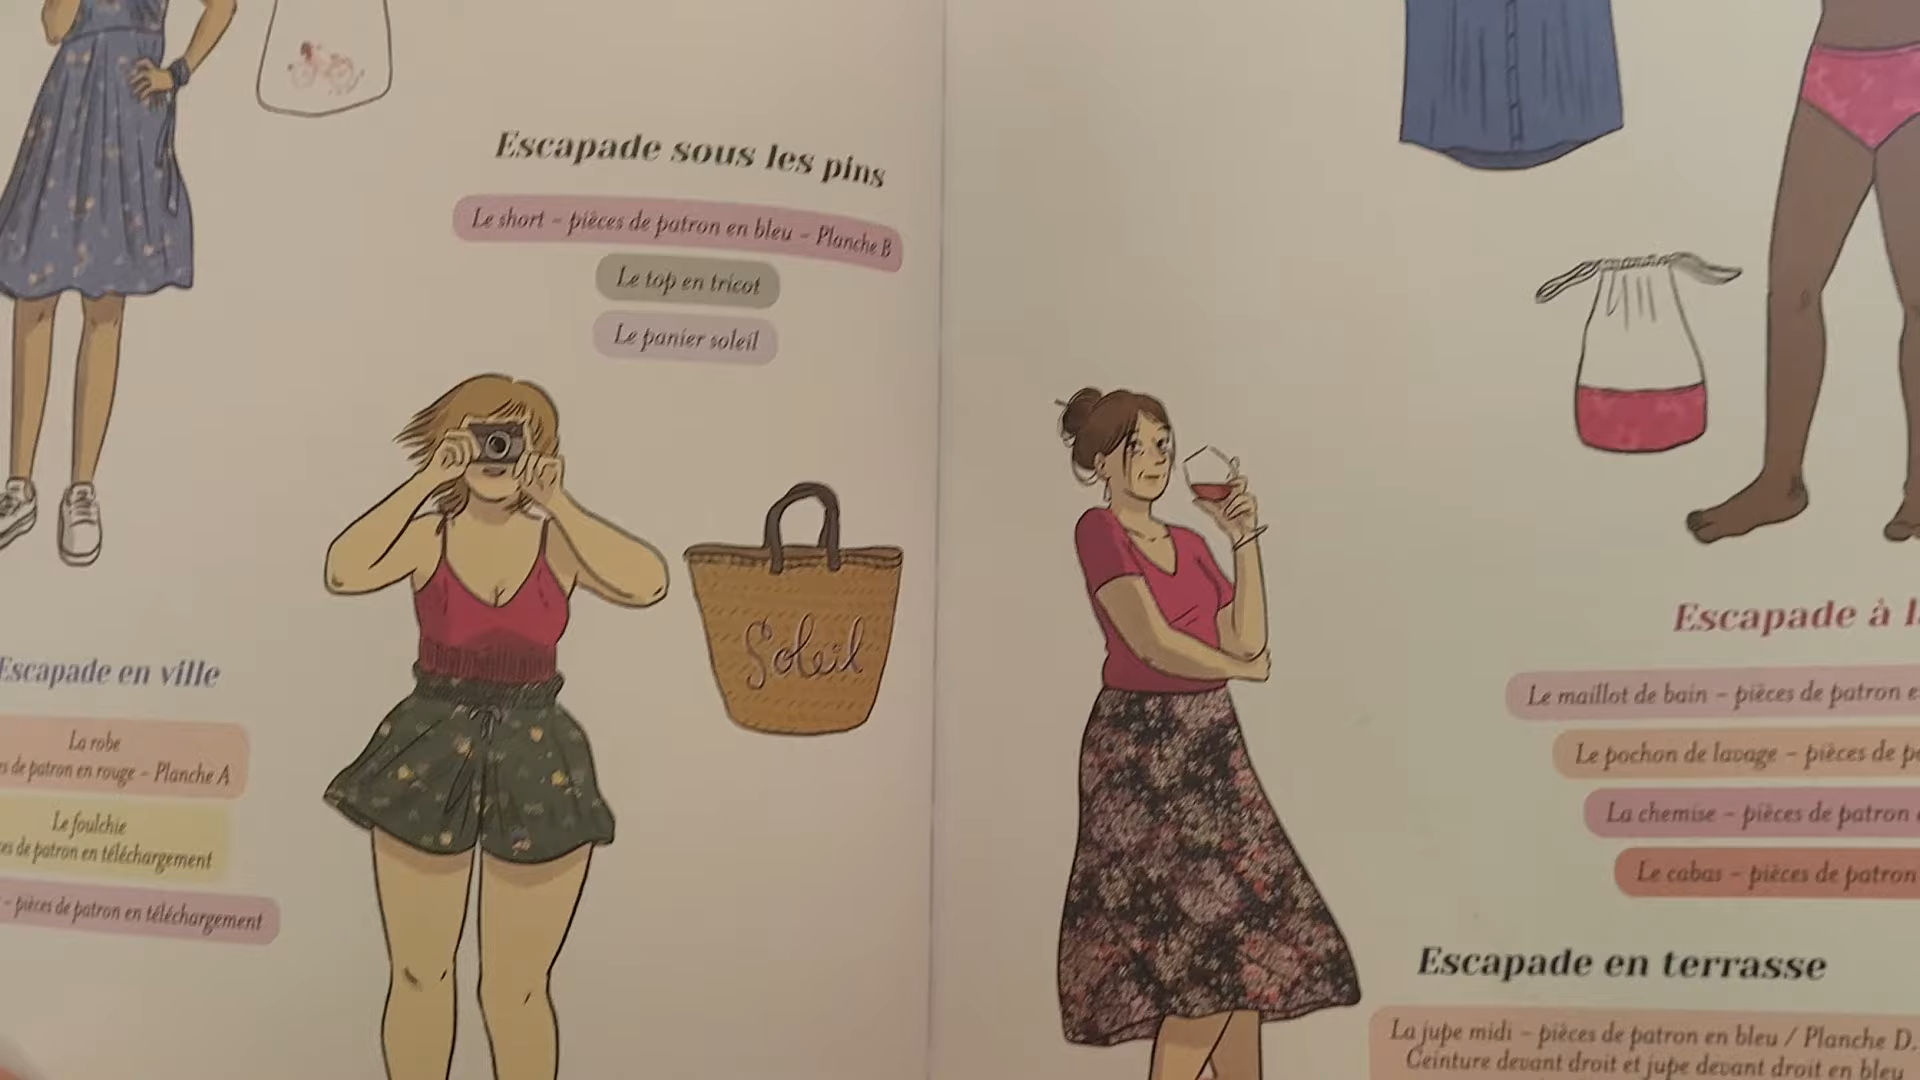 Escapade sous les pins
Le short - pièces de patron en bleu - Planche B
Le top en tricot
Le panier soleil
Soleil
Escapade en ville
La robe
de patron en rouge - Planche A
Le foulchie
de patron en téléchargement
- pièces de patron en téléchargement
Escapade à
Le maillot de bain - pièces de patron
Le pochon de lavage - pièces de
La chemise - pièces de patron
Le cabas - pièces de patron
Escapade en terrasse
La jupe midi - pièces de patron en bleu / Planche D.
Ceinture devant droit et jupe devant droit en bleu